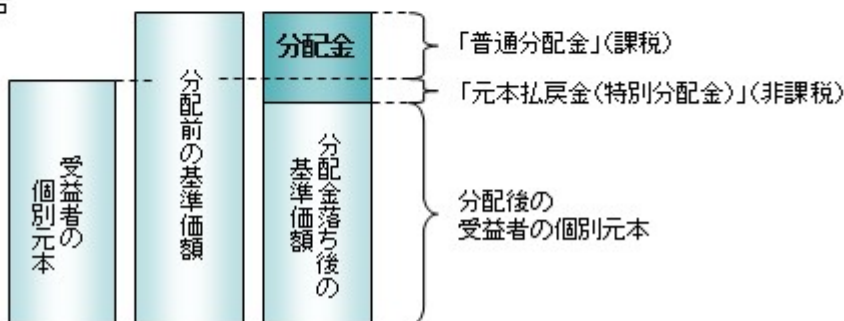 受益者の
個別元本
分配前の基準価額
分配金
分配金落ち後の
基準価額
「普通分配金」(課税)
「元本払戻金(特別分配金)」(非課税)
分配後の
受益者の個別元本